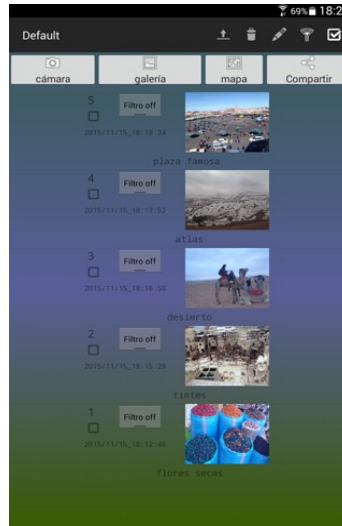 69% 18:2
Default
cámara galería mapa Compartir
5
Filtro off
2015/11/15_18:18:34
plaza famosa
4
Filtro off
2015/11/15_18:17:52
atlas
3
Filtro off
2015/11/15_18:16:58
desierto
2
Filtro off
2015/11/15_18:15:29
tintes
1
Filtro off
2015/11/15_18:12:46
flores secas